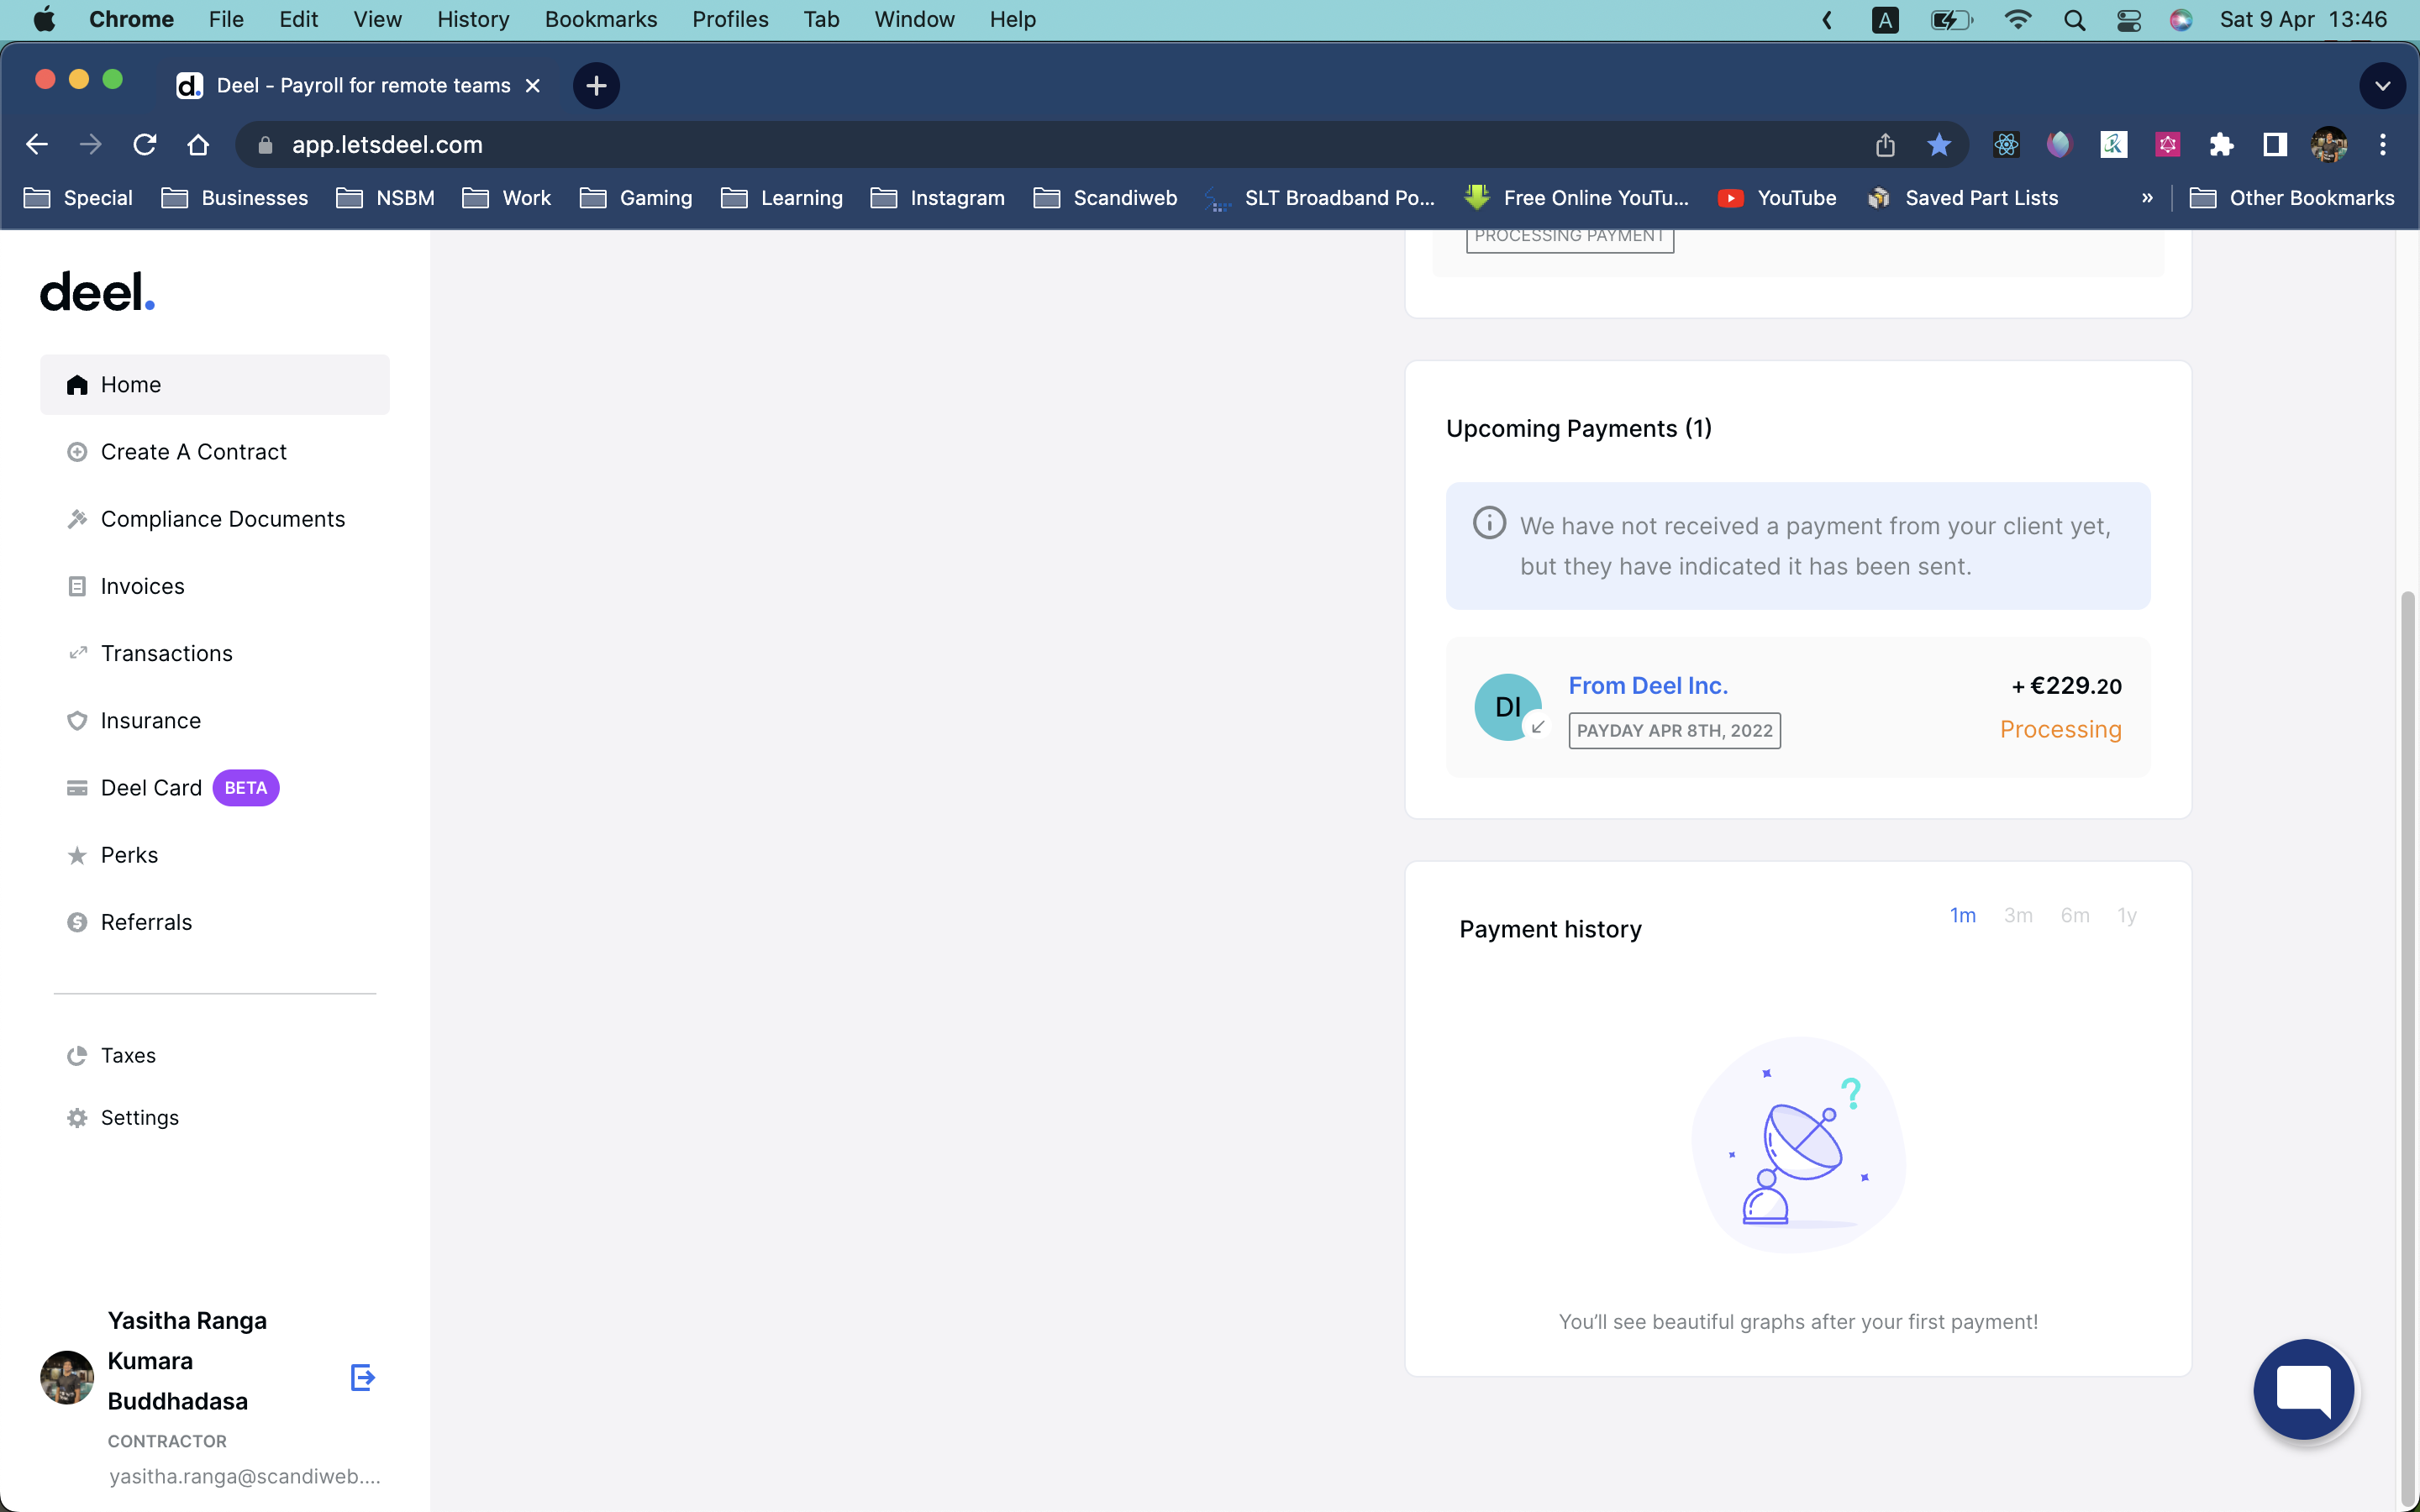 Chrome File Edit View History Bookmarks Profiles Tab Window Help A Sat 9 Apr 13:46
d. Deel - Payroll for remote teams
app.letsdeel.com
Special Businesses NSBM Work Gaming Learning Instagram Scandiweb SLT Broadband Po... Free Online YouTu... YouTube Saved Part Lists » Other Bookmarks
deel.
Home
Create A Contract
Compliance Documents
Invoices
Transactions
Insurance
Deel Card BETA
Perks
Referrals
Taxes
Settings
Yasitha Ranga
Kumara
Buddhadasa
CONTRACTOR
yasitha.ranga@scandiweb....
PROCESSING PAYMENT
Upcoming Payments (1)
We have not received a payment from your client yet,
but they have indicated it has been sent.
DI
From Deel Inc. + €229.20
PAYDAY APR 8TH, 2022 Processing
Payment history 1m 3m 6m 1y
?
You'll see beautiful graphs after your first payment!